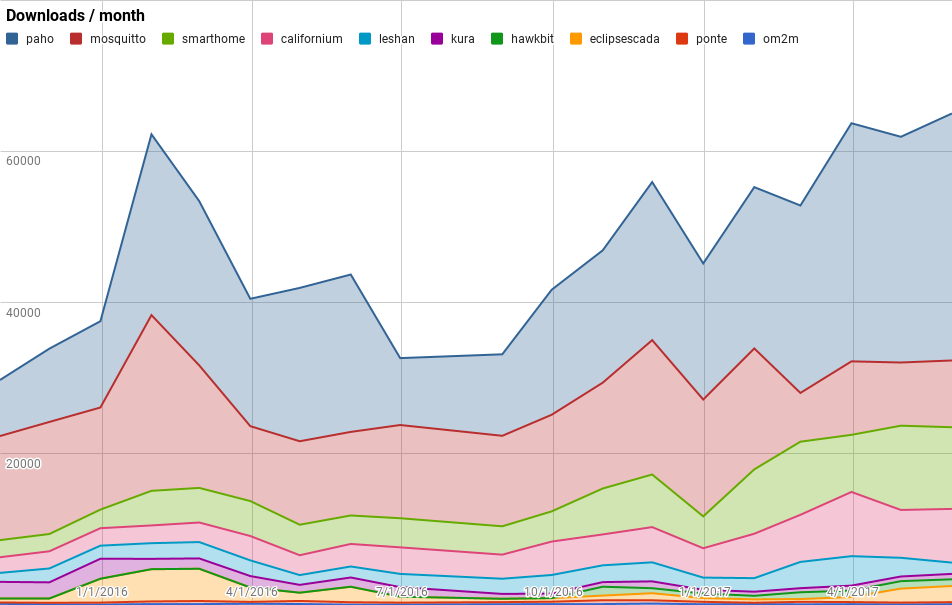 Downloads / month
paho mosquitto smarthome californium leshan kura hawkbit eclipsescada ponte om2m
60000
40000
20000
1/1/2016 4/1/2016 7/1/2016 10/1/2016 1/1/2017 4/1/2017